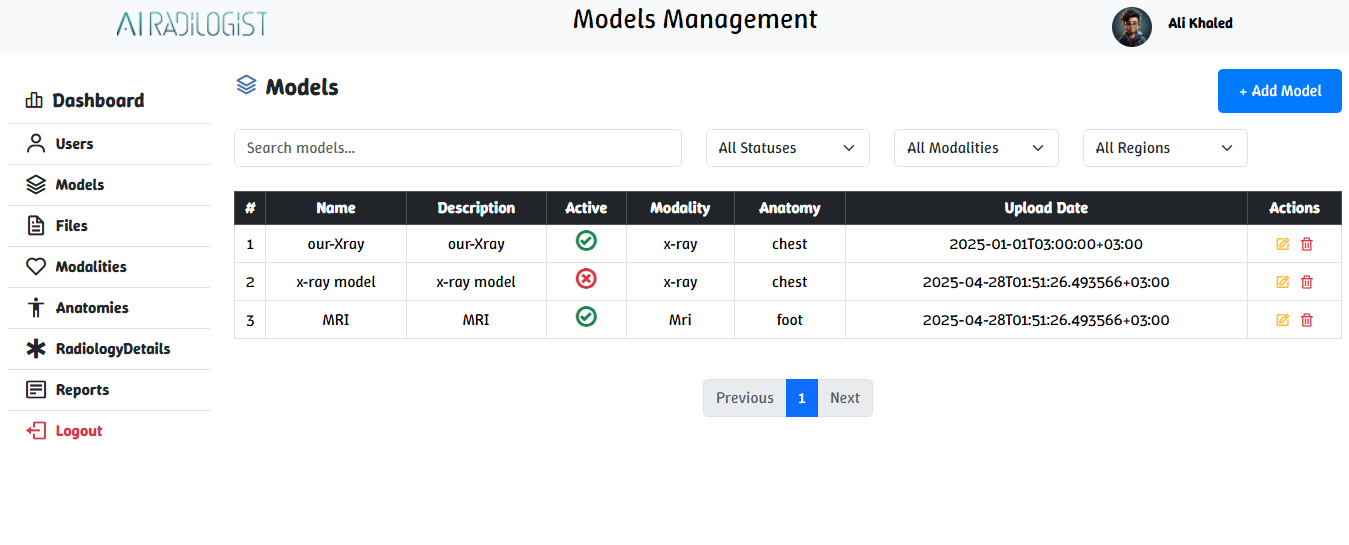 AI RADILOGIST
Models Management
Ali Khaled
Dashboard
Users
Models
Files
Modalities
Anatomies
RadiologyDetails
Reports
Logout
Models
+ Add Model
Search models...
All Statuses
All Modalities
All Regions
# Name Description Active Modality Anatomy Upload Date Actions
1 our-Xray our-Xray x-ray chest 2025-01-01T03:00:00+03:00
2 x-ray model x-ray model x-ray chest 2025-04-28T01:51:26.493566+03:00
3 MRI MRI Mri foot 2025-04-28T01:51:26.493566+03:00
Previous 1 Next